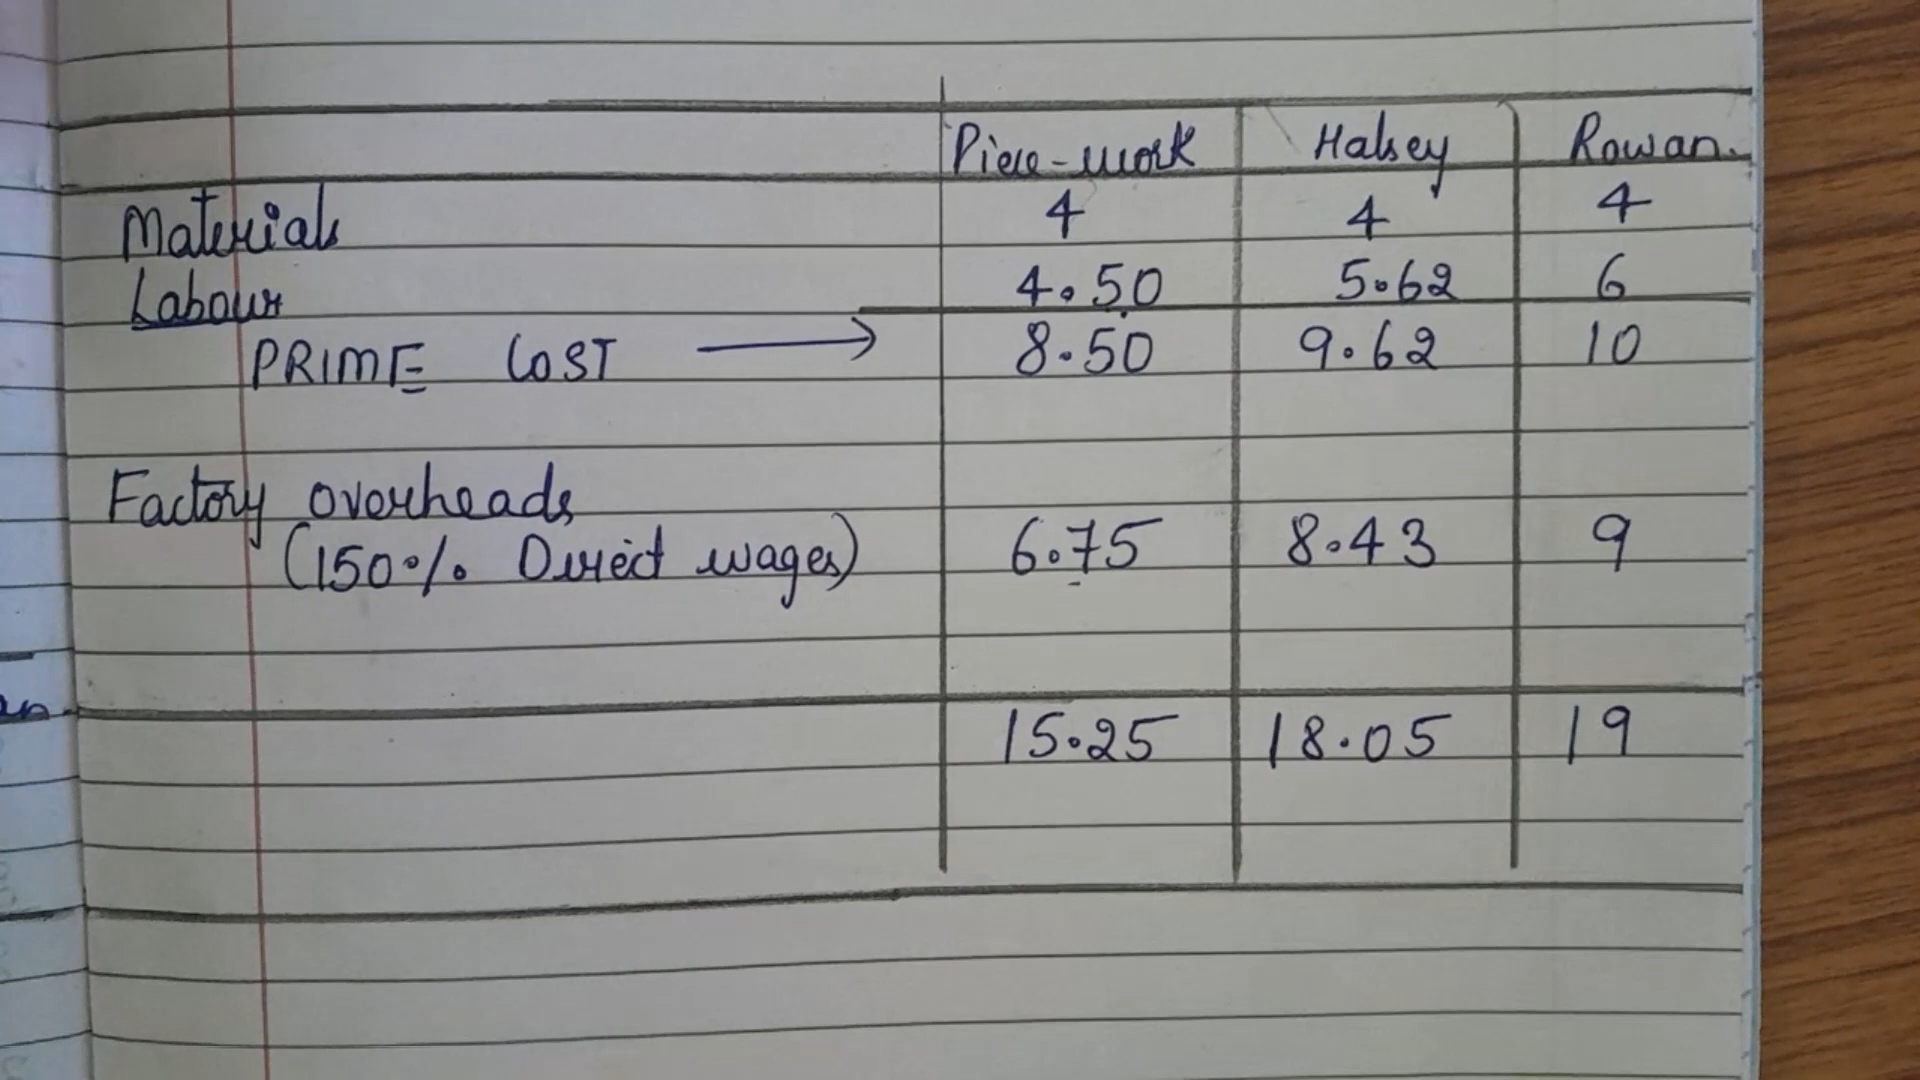 Piece-work Halsey Rowan.
Materials 4 4 4
Labour 4.50 5.62 6
PRIME COST → 8.50 9.62 10
Factory overheads
(150% Direct wages) 6.75 8.43 9
15.25 18.05 19